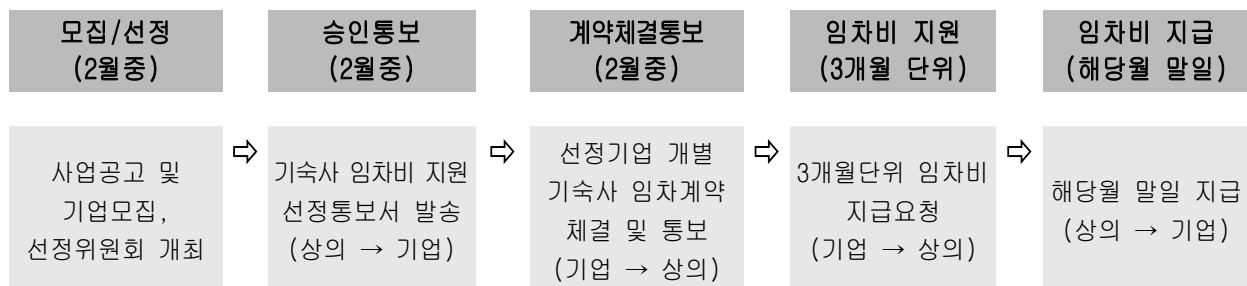 모집/선정
(2월중)
승인통보
(2월중)
계약체결통보
(2월중)
임차비 지원
(3개월 단위)
임차비 지급
(해당월 말일)
사업공고 및
기업모집,
선정위원회 개최
⇨
기숙사 임차비 지원
선정통보서 발송
(상의 → 기업)
⇨
선정기업 개별
기숙사 임차계약
체결 및 통보
(기업 → 상의)
⇨
3개월단위 임차비
지급요청
(기업 → 상의)
⇨
해당월 말일 지급
(상의 → 기업)